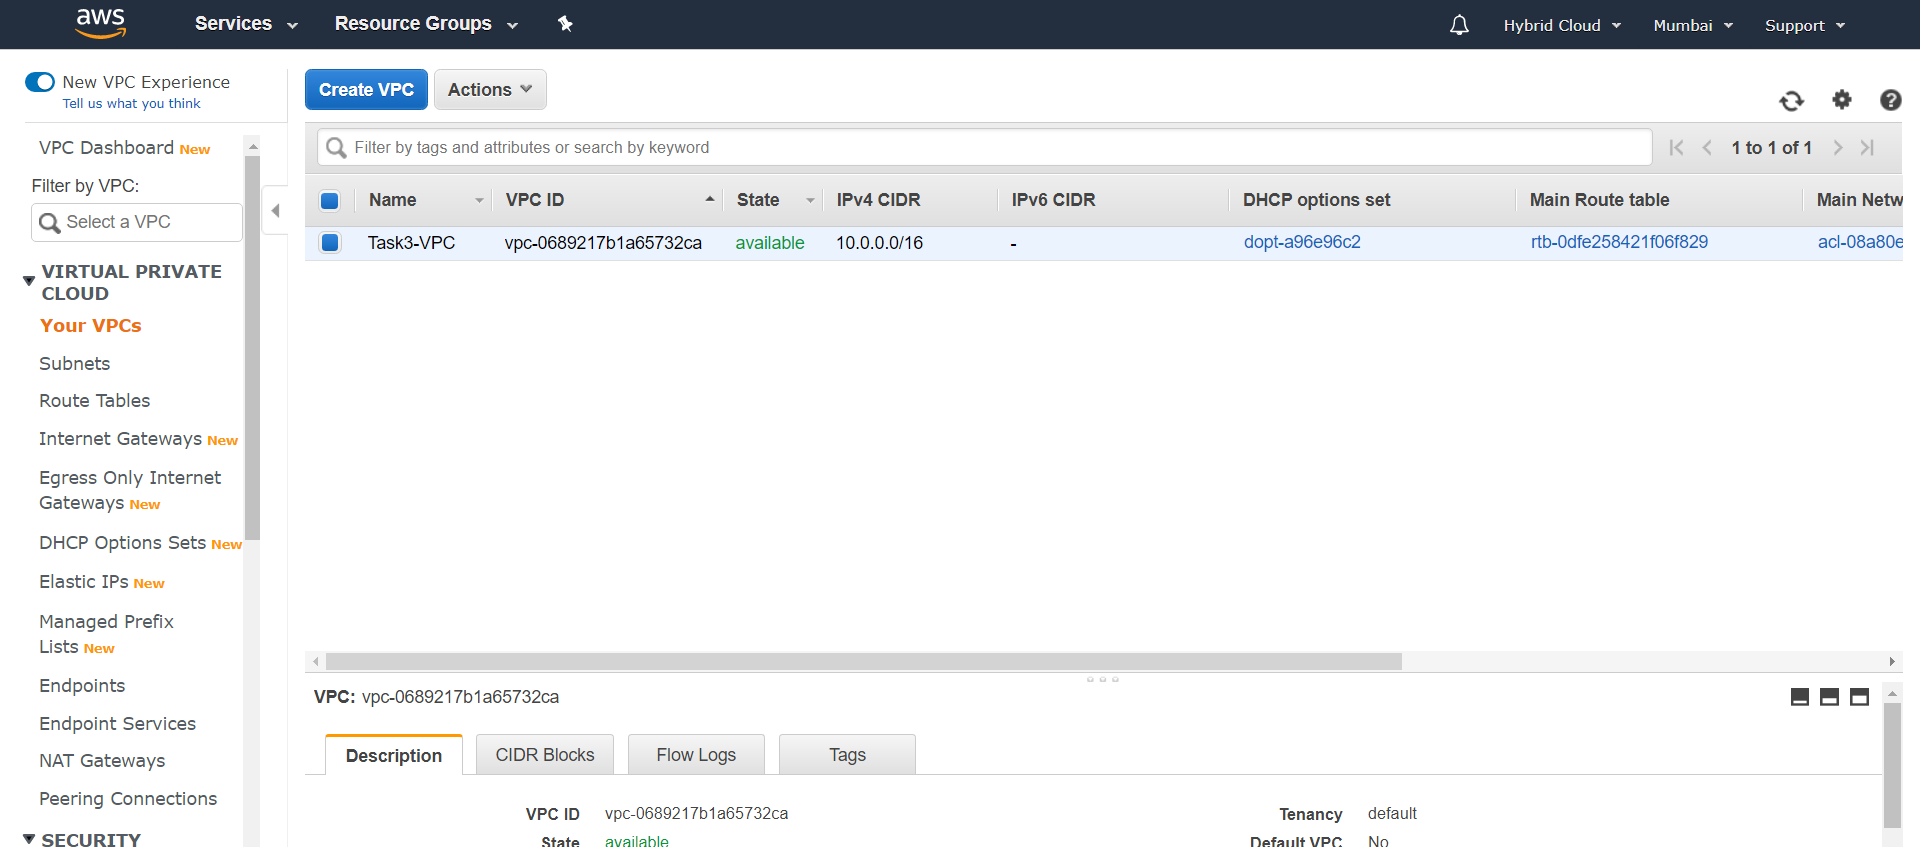 aws Services Resource Groups Hybrid Cloud Mumbai Support
New VPC Experience
Tell us what you think
VPC Dashboard New
Filter by VPC:
Select a VPC
VIRTUAL PRIVATE
CLOUD
Your VPCs
Subnets
Route Tables
Internet Gateways New
Egress Only Internet
Gateways New
DHCP Options Sets New
Elastic IPs New
Managed Prefix
Lists New
Endpoints
Endpoint Services
NAT Gateways
Peering Connections
SECURITY
Create VPC Actions
Filter by tags and attributes or search by keyword
1 to 1 of 1
Name VPC ID State IPv4 CIDR IPv6 CIDR DHCP options set Main Route table Main Netw
Task3-VPC vpc-0689217b1a65732ca available 10.0.0.0/16 - dopt-a96e96c2 rtb-0dfe258421f06f829 acl-08a80e
VPC: vpc-0689217b1a65732ca
Description CIDR Blocks Flow Logs Tags
VPC ID vpc-0689217b1a65732ca Tenancy default
State available Default VPC No